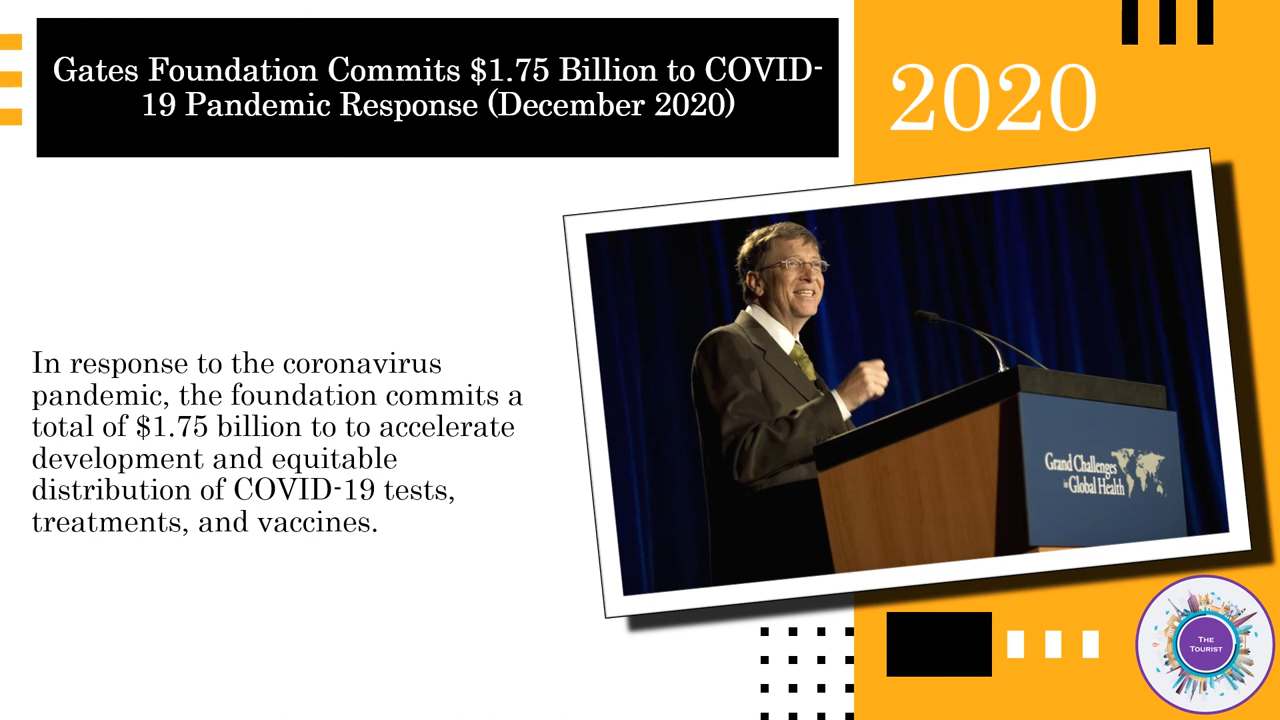 Gates Foundation Commits $1.75 Billion to COVID-
19 Pandemic Response (December 2020)
2020
In response to the coronavirus
pandemic, the foundation commits a
total of $1.75 billion to to accelerate
development and equitable
distribution of COVID-19 tests,
treatments, and vaccines.
Grand Challenges
in Global Health
THE
TOURIST